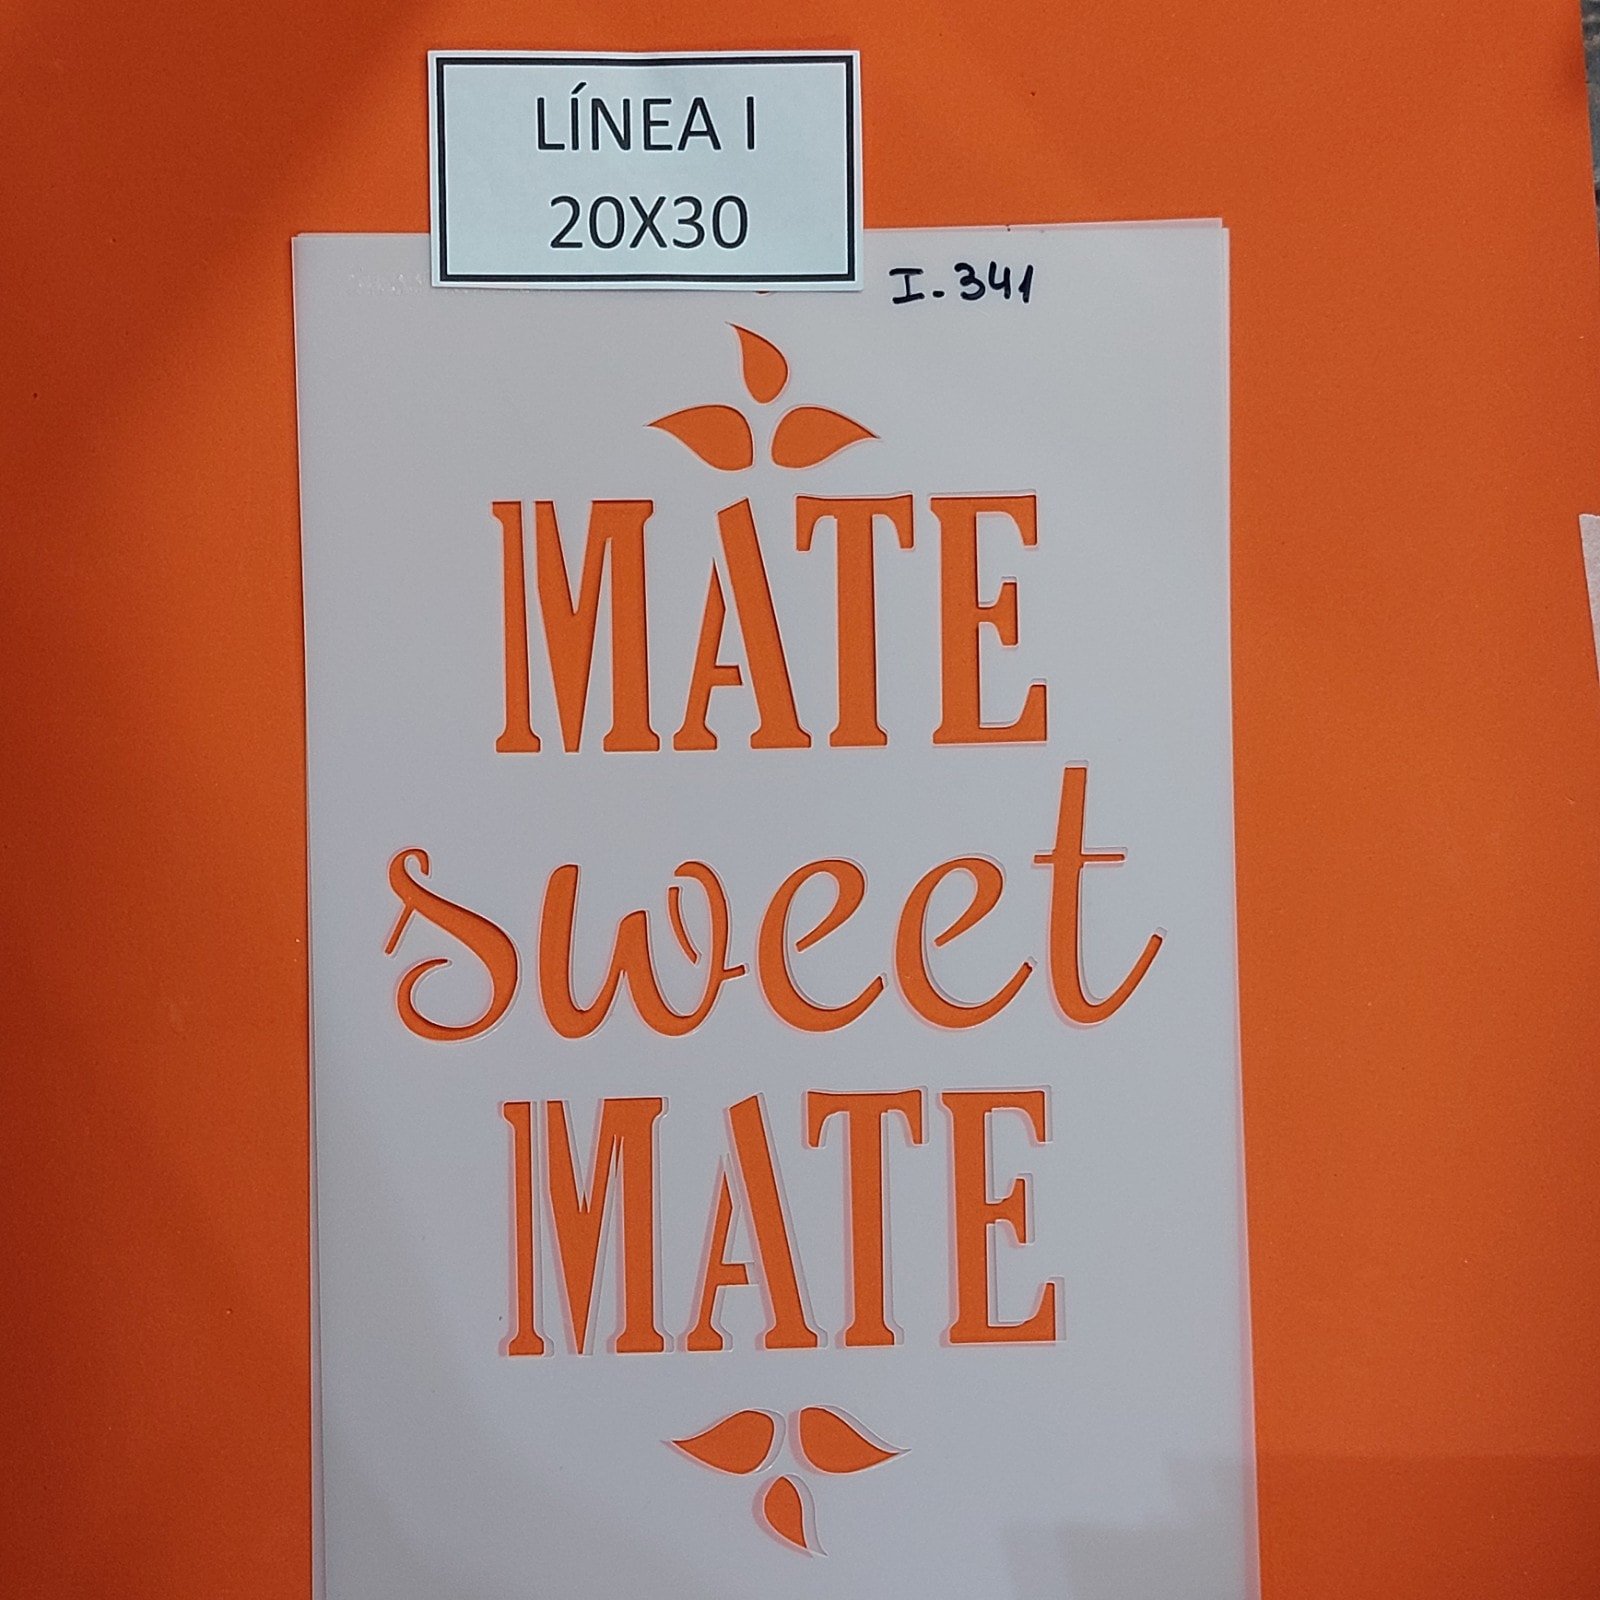 LÍNEA I
20X30
I-341
MATE
sweet
MATE